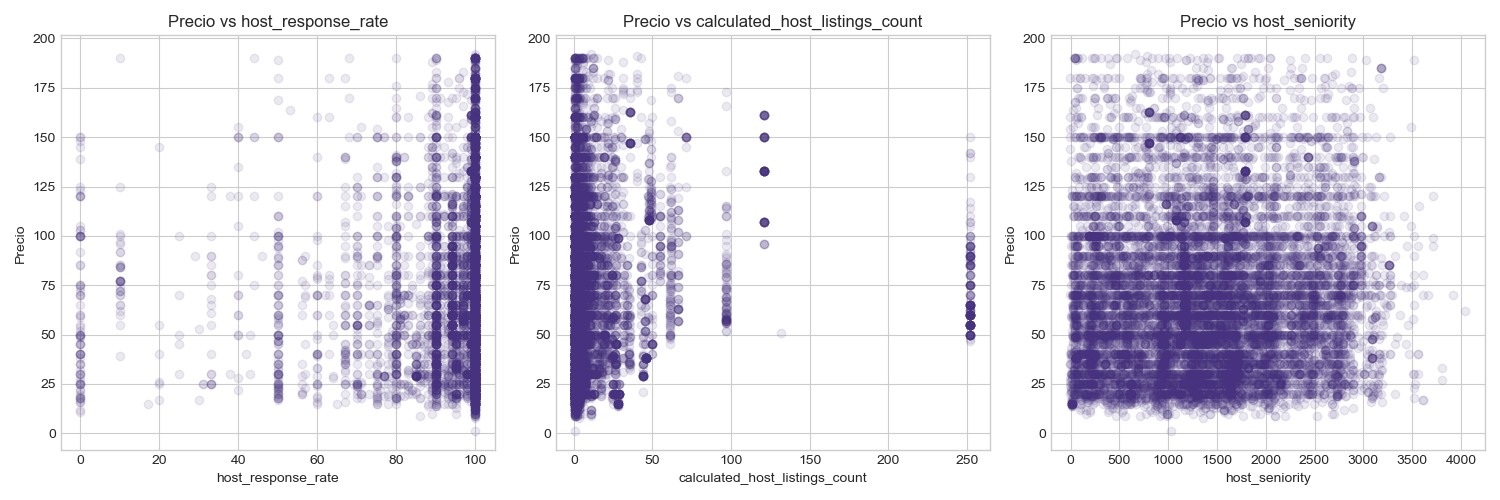 Precio vs host_response_rate
200
175
150
125
100
75
50
25
0
Precio
0 20 40 60 80 100
host_response_rate
Precio vs calculated_host_listings_count
200
175
150
125
100
75
50
25
0
Precio
0 50 100 150 200 250
calculated_host_listings_count
Precio vs host_seniority
200
175
150
125
100
75
50
25
0
Precio
0 500 1000 1500 2000 2500 3000 3500 4000
host_seniority